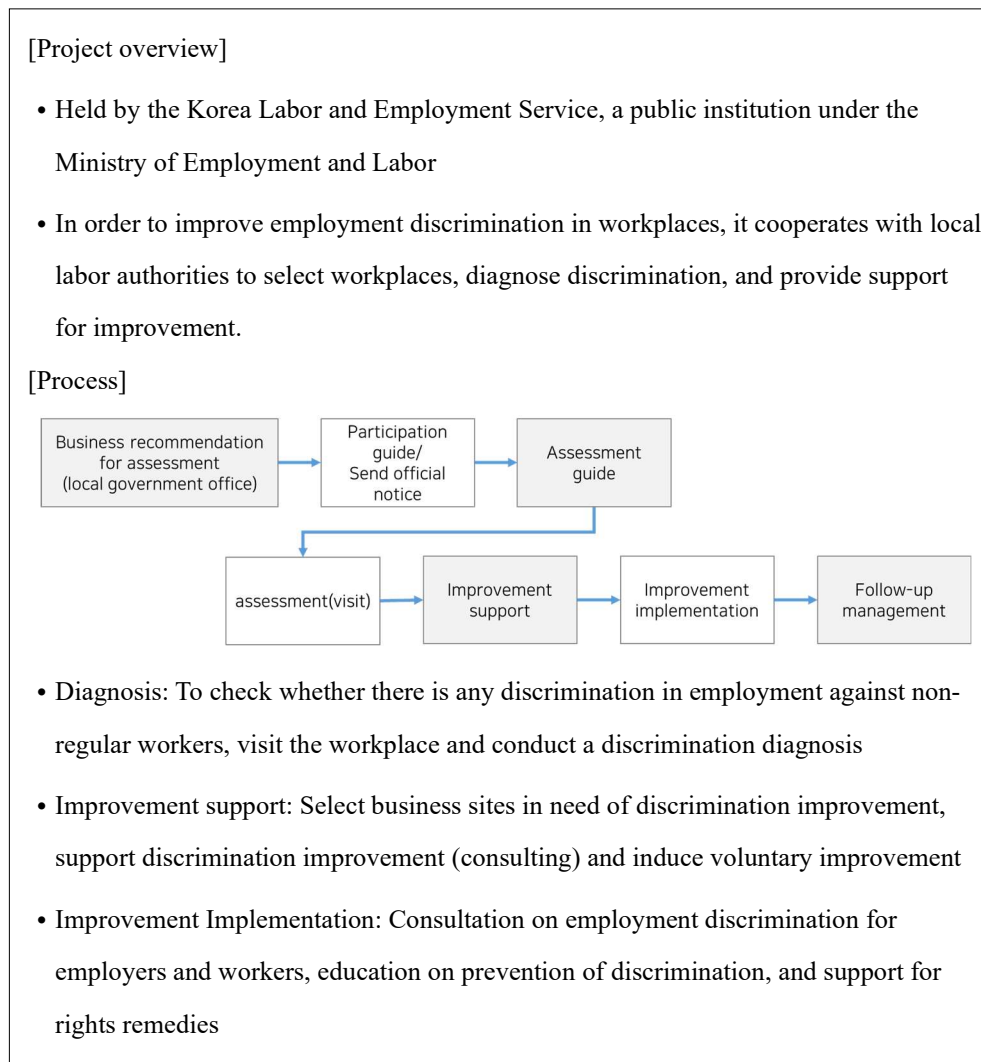 [Project overview]
• Held by the Korea Labor and Employment Service, a public institution under the
Ministry of Employment and Labor
• In order to improve employment discrimination in workplaces, it cooperates with local
labor authorities to select workplaces, diagnose discrimination, and provide support
for improvement.
[Process]
Business recommendation
for assessment
(local government office)
Participation
guide/
Send official
notice
Assessment
guide
assessment(visit)
Improvement
support
Improvement
implementation
Follow-up
management
• Diagnosis: To check whether there is any discrimination in employment against non-
regular workers, visit the workplace and conduct a discrimination diagnosis
• Improvement support: Select business sites in need of discrimination improvement,
support discrimination improvement (consulting) and induce voluntary improvement
• Improvement Implementation: Consultation on employment discrimination for
employers and workers, education on prevention of discrimination, and support for
rights remedies